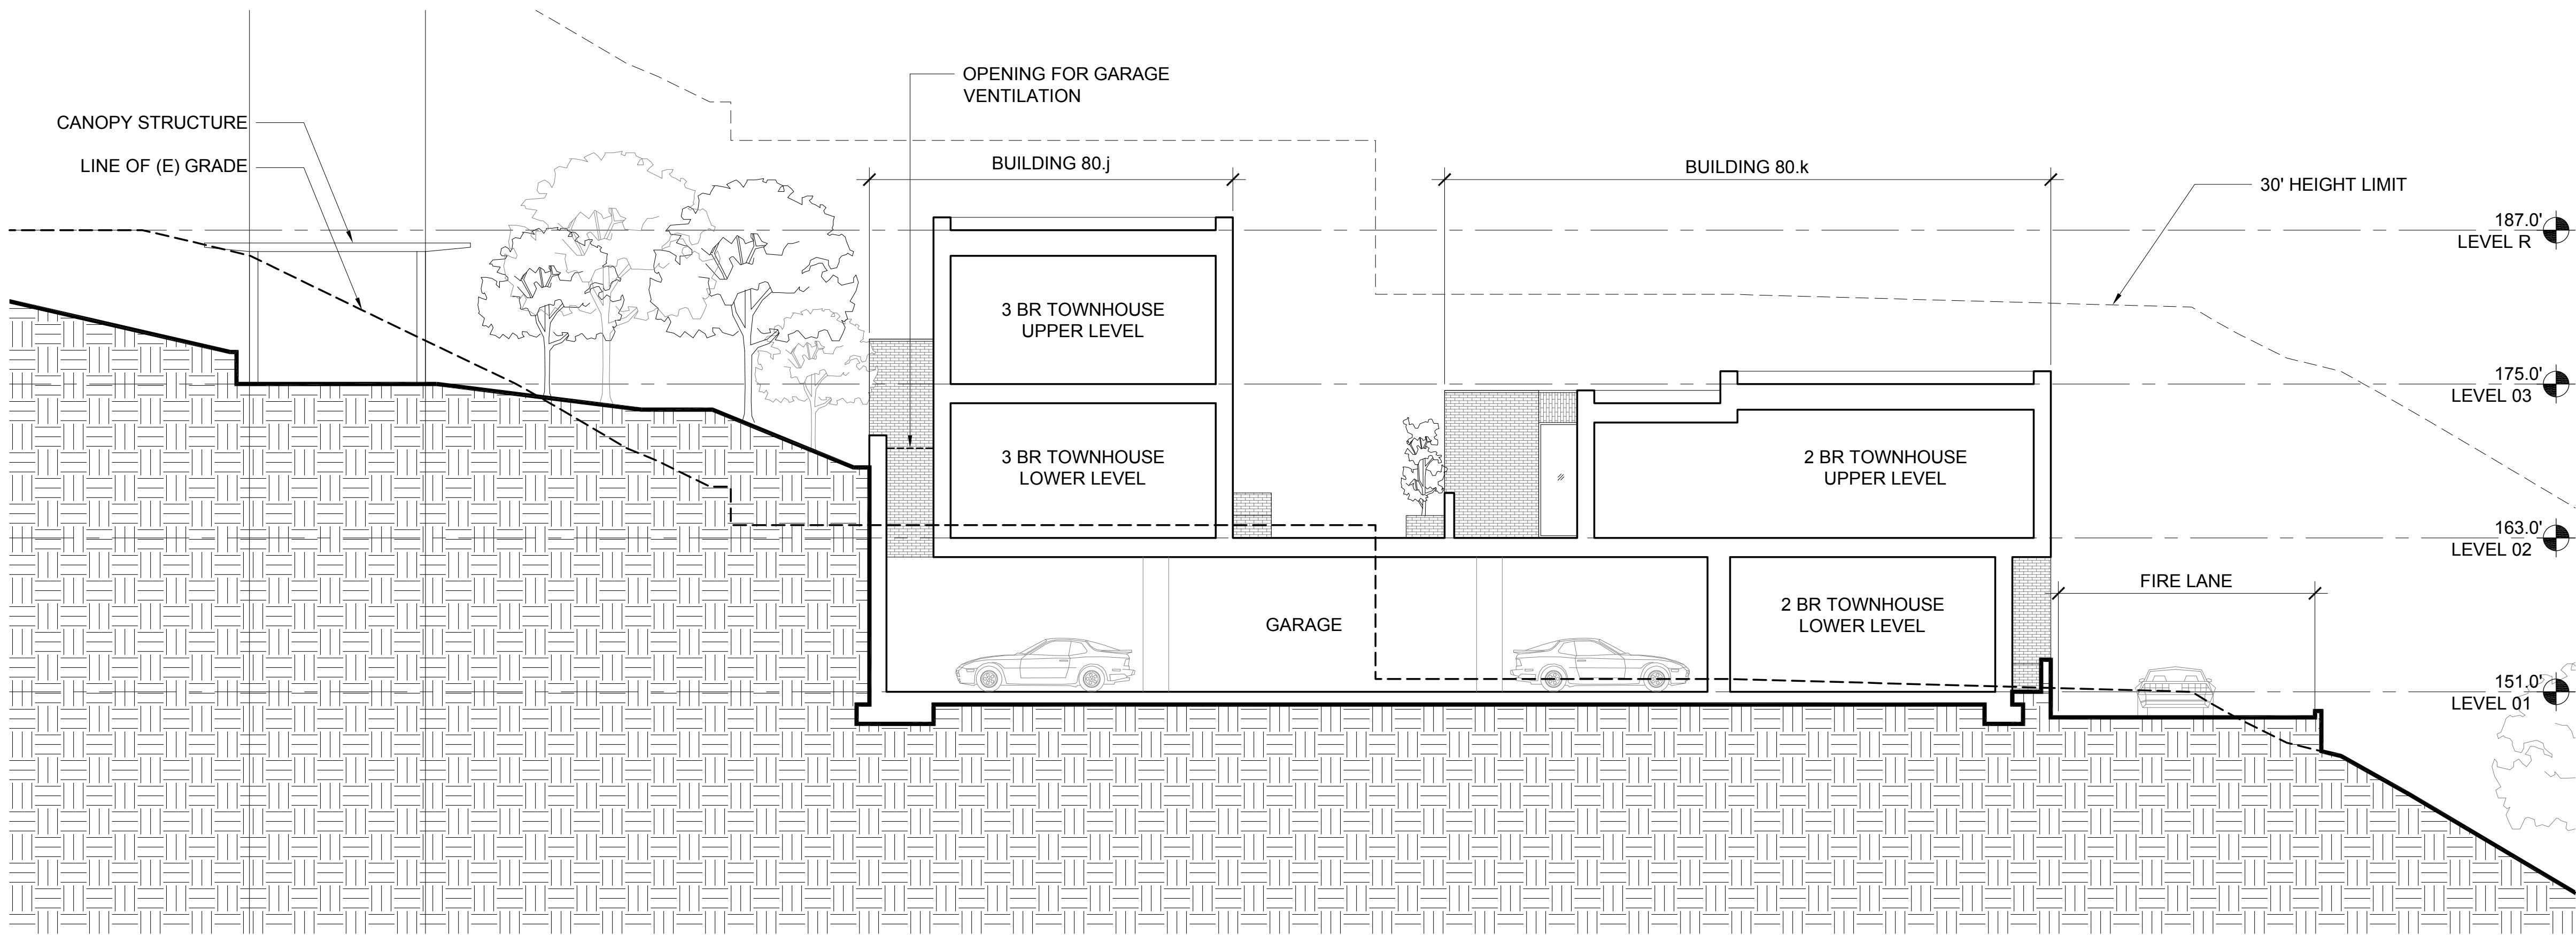 OPENING FOR GARAGE
VENTILATION
CANOPY STRUCTURE
LINE OF (E) GRADE
BUILDING 80.j
BUILDING 80.k
30' HEIGHT LIMIT
187.0'
LEVEL R
3 BR TOWNHOUSE
UPPER LEVEL
175.0'
LEVEL 03
3 BR TOWNHOUSE
LOWER LEVEL
2 BR TOWNHOUSE
UPPER LEVEL
163.0'
LEVEL 02
FIRE LANE
GARAGE
2 BR TOWNHOUSE
LOWER LEVEL
151.0'
LEVEL 01